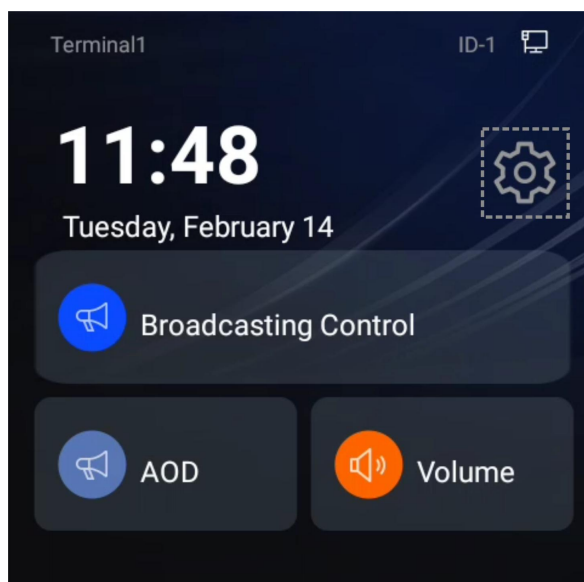 Terminal1
ID-1
11:48
Tuesday, February 14
Broadcasting Control
AOD
Volume